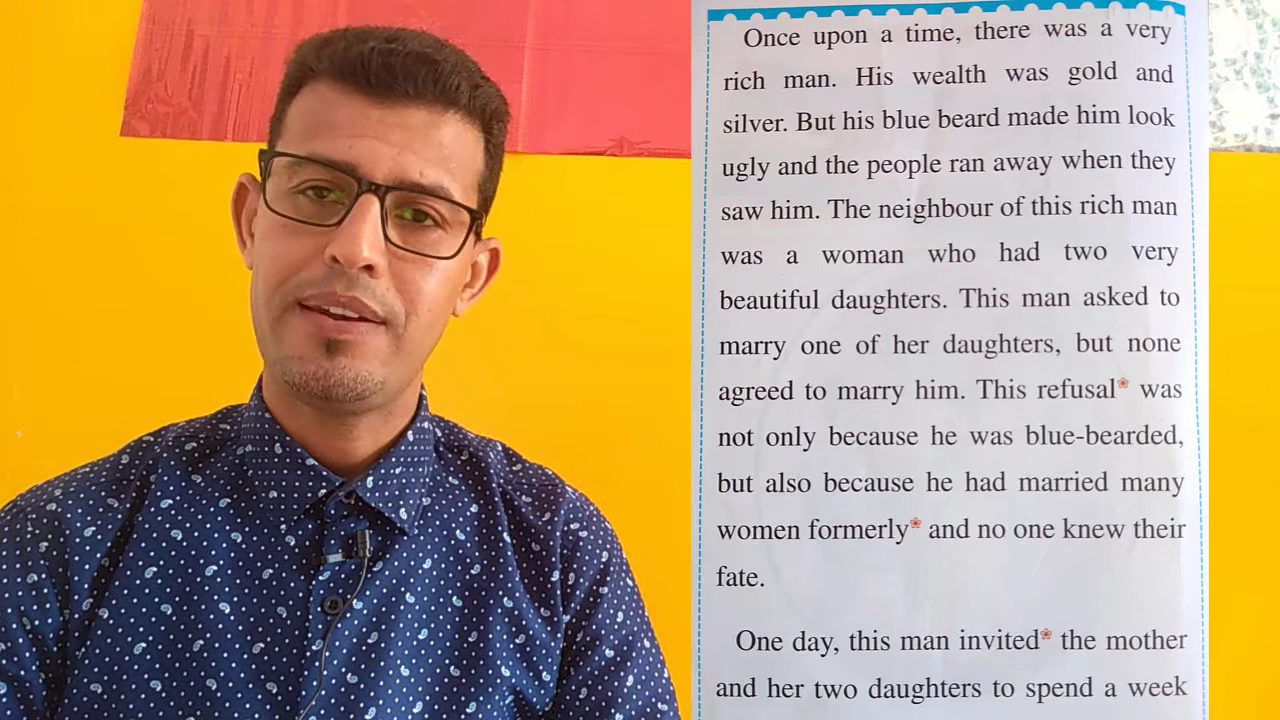 Once upon a time, there was a very
rich man. His wealth was gold and
silver. But his blue beard made him look
ugly and the people ran away when they
saw him. The neighbour of this rich man
was a woman who had two very
beautiful daughters. This man asked to
marry one of her daughters, but none
agreed to marry him. This refusal was
not only because he was blue-bearded,
but also because he had married many
women formerly and no one knew their
fate.
One day, this man invited the mother
and her two daughters to spend a week